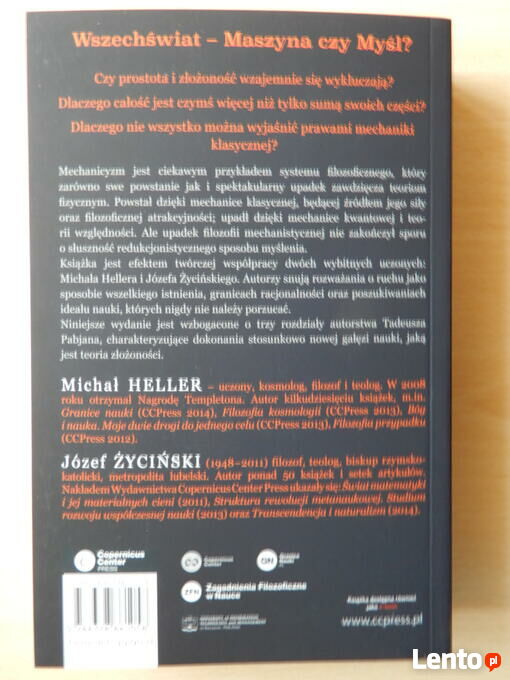 Wszechświat – Maszyna czy Myśl?
Czy prostota i złożoność wzajemnie się wykluczają?
Dlaczego całość jest czymś więcej niż tylko sumą swoich części?
Dlaczego nie wszystko można wyjaśnić prawami mechaniki
klasycznej?
Mechanicyzm jest ciekawym przykładem systemu filozoficznego, który
zarówno swe powstanie jak i spektakularny upadek zawdzięcza teoriom
fizycznym. Powstał dzięki mechanice klasycznej, będącej źródłem jego siły
oraz filozoficznej atrakcyjności; upadł dzięki mechanice kwantowej i teo-
rii względności. Ale upadek filozofii mechanistycznej nie zakończył sporu
o słuszność redukcjonistycznego sposobu myślenia.
Książka jest efektem twórczej współpracy dwóch wybitnych uczonych:
Michała Hellera i Józefa Życińskiego. Autorzy snują rozważania o ruchu jako
sposobie wszelkiego istnienia, granicach racjonalności oraz poszukiwaniach
ideału nauki, których nigdy nie należy porzucać.
Niniejsze wydanie jest wzbogacone o trzy rozdziały autorstwa Tadeusza
Pabjana, charakteryzujące dokonania stosunkowo nowej gałęzi nauki, jaką
jest teoria złożoności.
Michał HELLER – uczony, kosmolog, filozof i teolog. W 2008
roku otrzymał Nagrodę Templetona. Autor kilkudziesięciu książek, m.in.
Granice nauki (CCPress 2014), Filozofia kosmologii (CCPress 2013), Bóg
i nauka. Moje dwie drogi do jednego celu (CCPress 2013), Filozofia przypadku
(CCPress 2012).
Józef ŻYCIŃSKI (1948–2011) filozof, teolog, biskup rzymsko-
katolicki, metropolita lubelski. Autor ponad 50 książek i setek artykułów.
Nakładem Wydawnictwa Copernicus Center Press ukazały się: Świat matematyki
i jej materialnych cieni (2011), Struktura rewolucji metanaukowej. Studium
rozwoju współczesnej nauki (2013) oraz Transcendencja i naturalizm (2014).
Copernicus
Center
PRESS
Copernicus
Center
ZFN
Zagadnienia Filozoficzne
w Nauce
Książka dostępna również
jako e-book
www.ccpress.pl
Lento.pl